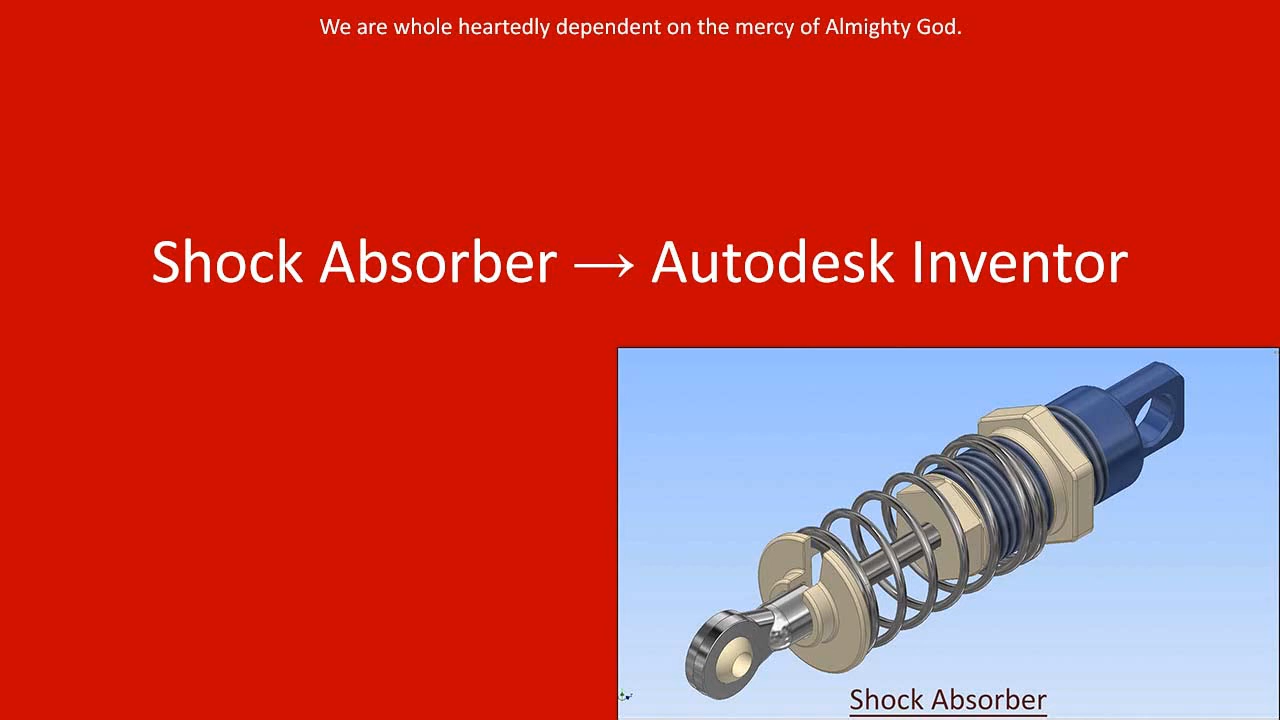 We are whole heartedly dependent on the mercy of Almighty God.
Shock Absorber → Autodesk Inventor
Shock Absorber